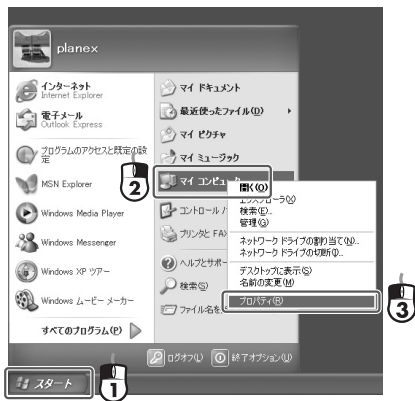 planex
インターネット
Internet Explorer
電子メール
Outlook Express
プログラムのアクセスと既定の設
定
MSN Explorer
Windows Media Player
Windows Messenger
Windows XP ツアー
Windows ムービー メーカー
すべてのプログラム(P)
マイ ドキュメント
最近使ったファイル(D)
マイ ピクチャ
マイ ミュージック
マイ コンピュータ
コントロール
プリンタと FAX
ヘルプとサポー
検索(S)
ファイル名を
開く(O)
エクスプローラ(X)
検索(E)...
管理(G)
ネットワーク ドライブの割り当て(N)...
ネットワーク ドライブの切断(I)...
デスクトップに表示(S)
名前の変更(M)
プロパティ(R)
ログオフ(L)
終了オプション(U)
スタート
1
2
3